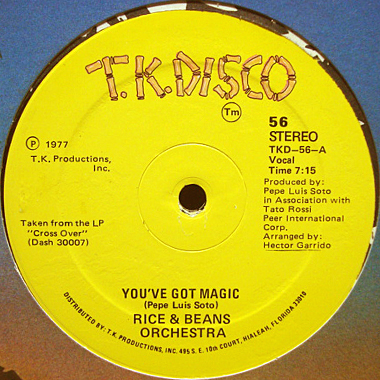 T.K.DISCO
Tm
56
STEREO
TKD-56-A
Vocal
Time 7:15
Produced by:
Pepe Luis Soto
in Association with
Tato Rossi
Peer International
Corp.
Arranged by:
Hector Garrido
Ⓟ 1977
T.K. Productions,
Inc.
Taken from the LP
"Cross Over"
(Dash 30007)
YOU'VE GOT MAGIC
(Pepe Luis Soto)
RICE & BEANS
ORCHESTRA
DISTRIBUTED BY: T.K. PRODUCTIONS, INC. 495 S.E. 10th COURT, HIALEAH, FLORIDA 33010